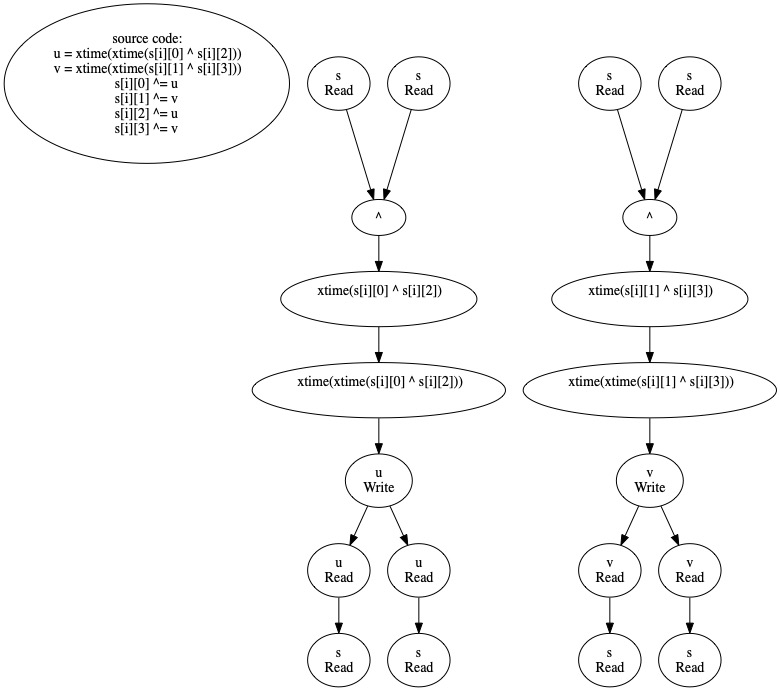 source code:
u = xtime(xtime(s[i][0] ^ s[i][2]))
v = xtime(xtime(s[i][1] ^ s[i][3]))
s[i][0] ^= u
s[i][1] ^= v
s[i][2] ^= u
s[i][3] ^= v
s
Read
s
Read
s
Read
s
Read
^
^
xtime(s[i][0] ^ s[i][2])
xtime(s[i][1] ^ s[i][3])
xtime(xtime(s[i][0] ^ s[i][2]))
xtime(xtime(s[i][1] ^ s[i][3]))
u
Write
v
Write
u
Read
u
Read
v
Read
v
Read
s
Read
s
Read
s
Read
s
Read